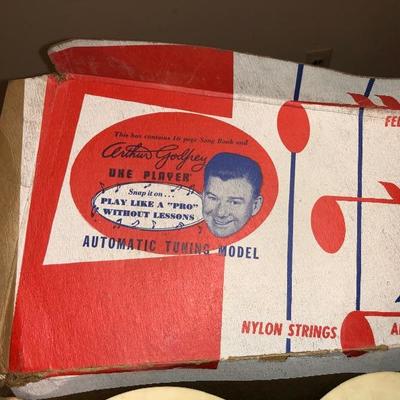 This box contains 16 page Song Book and
Arthur Godfrey
UKE PLAYER
Snap it on...
PLAY LIKE A "PRO"
WITHOUT LESSONS
AUTOMATIC TUNING MODEL
FEL
NYLON STRINGS